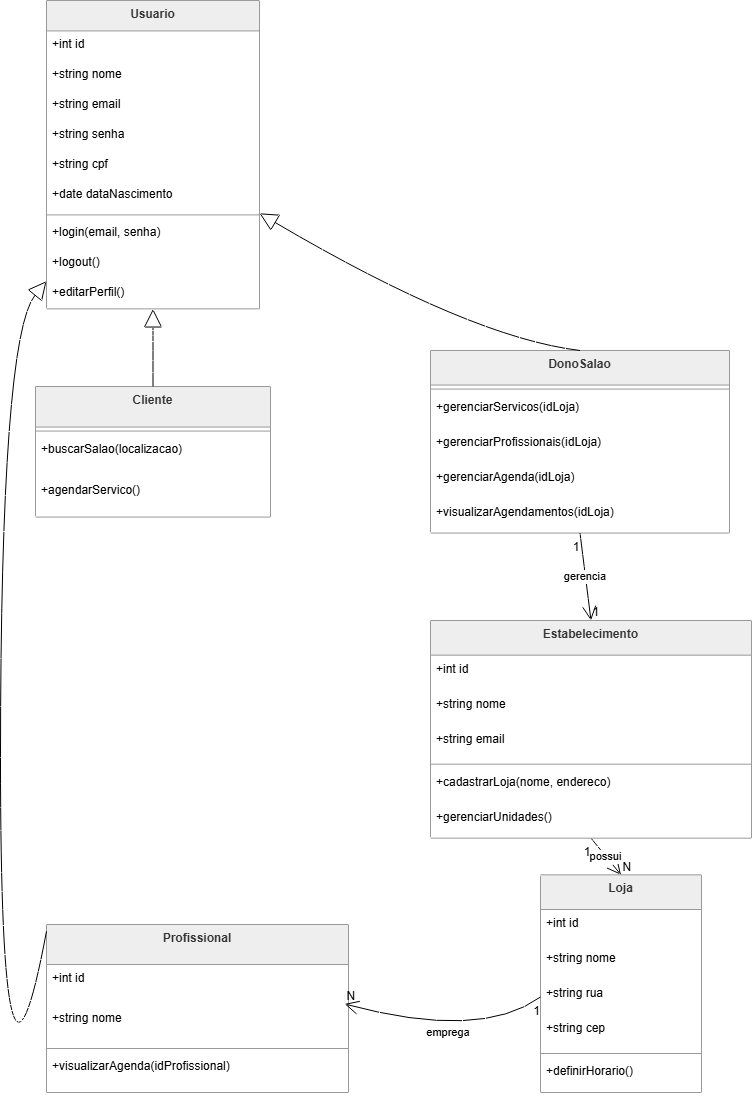 Usuario
+int id
+string nome
+string email
+string senha
+string cpf
+date dataNascimento
+login(email, senha)
+logout()
+editarPerfil()
Cliente
+buscarSalao(localizacao)
+agendarServico()
DonoSalao
+gerenciarServicos(idLoja)
+gerenciarProfissionais(idLoja)
+gerenciarAgenda(idLoja)
+visualizarAgendamentos(idLoja)
1
gerencia
1
Estabelecimento
+int id
+string nome
+string email
+cadastrarLoja(nome, endereco)
+gerenciarUnidades()
1
possui
N
Loja
+int id
+string nome
+string rua
+string cep
+definirHorario()
1
emprega
N
Profissional
+int id
+string nome
+visualizarAgenda(idProfissional)